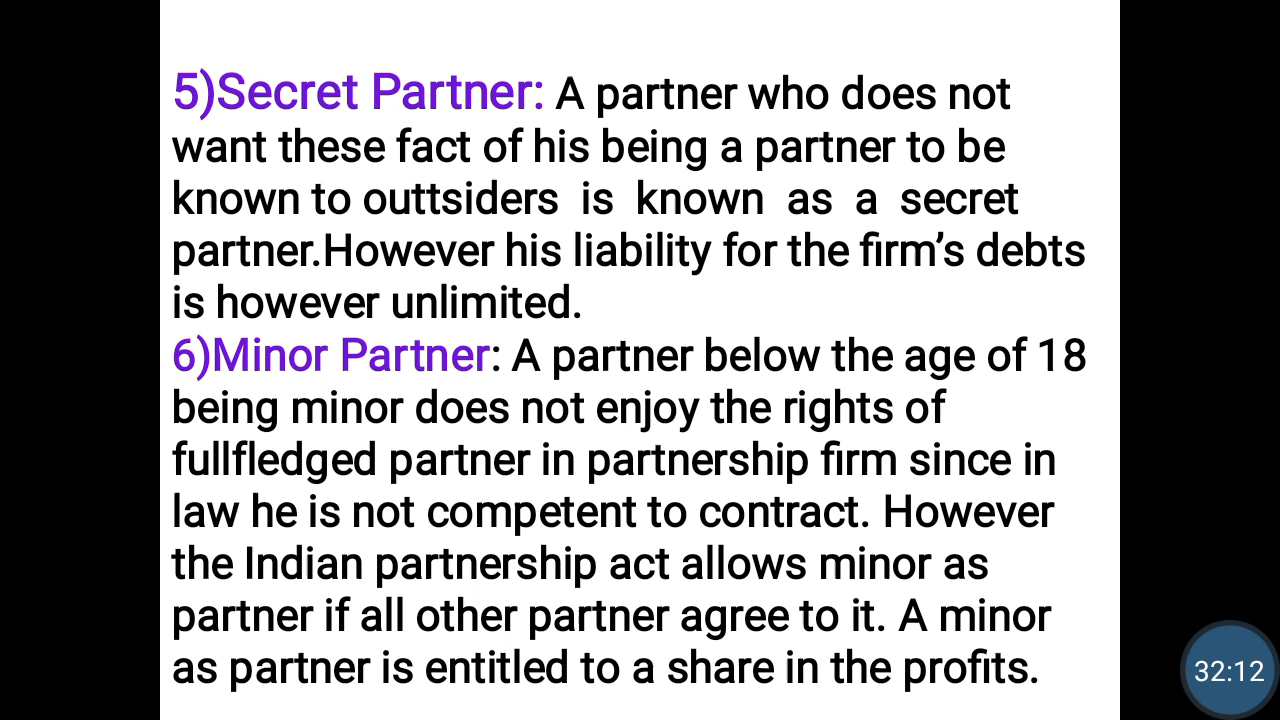 5)Secret Partner: A partner who does not
want these fact of his being a partner to be
known to outtsiders is known as a secret
partner.However his liability for the firm’s debts
is however unlimited.
6)Minor Partner: A partner below the age of 18
being minor does not enjoy the rights of
fullfledged partner in partnership firm since in
law he is not competent to contract. However
the Indian partnership act allows minor as
partner if all other partner agree to it. A minor
as partner is entitled to a share in the profits.
32:12